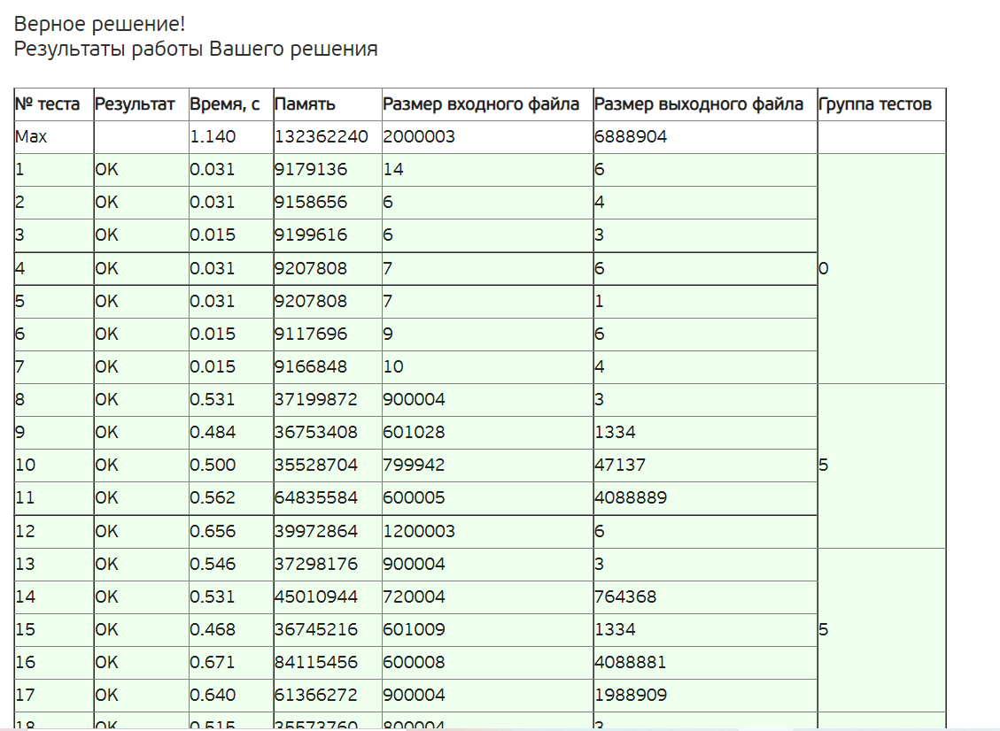 Верное решение!
Результаты работы Вашего решения
№ теста Результат Время, с Память Размер входного файла Размер выходного файла Группа тестов
Max 1.140 132362240 2000003 6888904
1 OK 0.031 9179136 14 6
2 OK 0.031 9158656 6 4
3 OK 0.015 9199616 6 3
4 OK 0.031 9207808 7 6 0
5 OK 0.031 9207808 7 1
6 OK 0.015 9117696 9 6
7 OK 0.015 9166848 10 4
8 OK 0.531 37199872 900004 3
9 OK 0.484 36753408 601028 1334
10 OK 0.500 35528704 799942 47137 5
11 OK 0.562 64835584 600005 4088889
12 OK 0.656 39972864 1200003 6
13 OK 0.546 37298176 900004 3
14 OK 0.531 45010944 720004 764368
15 OK 0.468 36745216 601009 1334 5
16 OK 0.671 84115456 600008 4088881
17 OK 0.640 61366272 900004 1988909
18 OK 0.515 35573760 800004 3